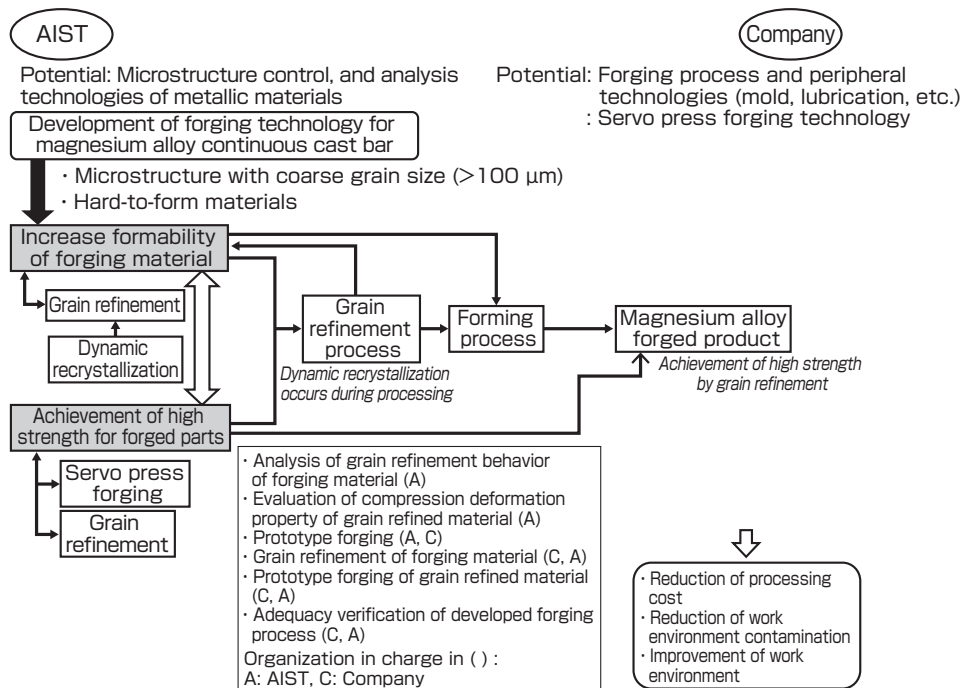 AIST
Company
Potential: Microstructure control, and analysis
technologies of metallic materials
Potential: Forging process and peripheral
technologies (mold, lubrication, etc.)
: Servo press forging technology
Development of forging technology for
magnesium alloy continuous cast bar
· Microstructure with coarse grain size (>100 μm)
· Hard-to-form materials
Increase formability
of forging material
Grain refinement
Dynamic
recrystallization
Grain
refinement
process
Dynamic recrystallization
occurs during processing
Forming
process
Magnesium alloy
forged product
Achievement of high strength
by grain refinement
Achievement of high
strength for forged parts
Servo press
forging
Grain
refinement
· Analysis of grain refinement behavior
of forging material (A)
· Evaluation of compression deformation
property of grain refined material (A)
· Prototype forging (A, C)
· Grain refinement of forging material (C, A)
· Prototype forging of grain refined material
(C, A)
· Adequacy verification of developed forging
process (C, A)
Organization in charge in ( ) :
A: AIST, C: Company
· Reduction of processing
cost
· Reduction of work
environment contamination
· Improvement of work
environment